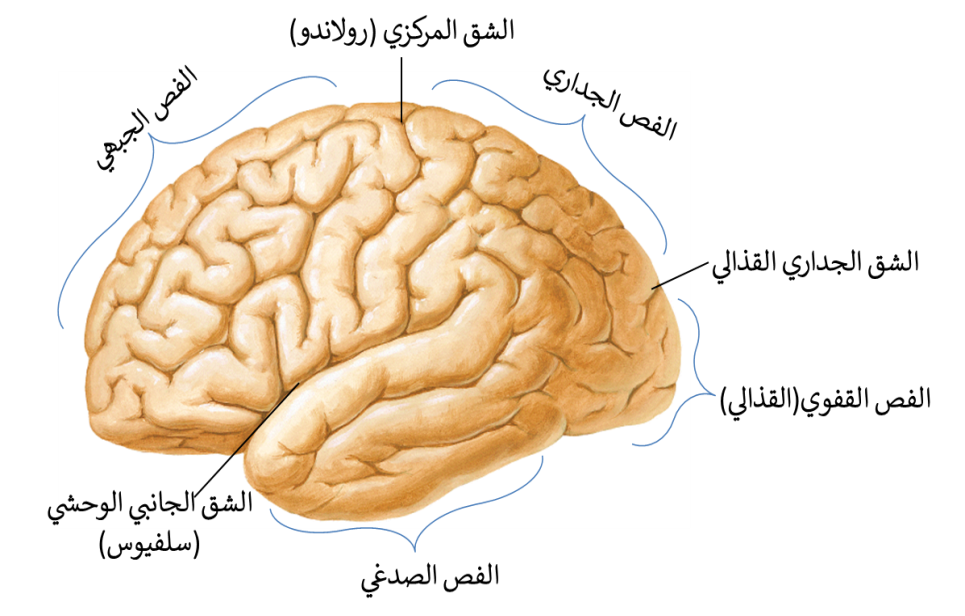 الشق المركزي (رولاندو)
الفص الجداري
الفص الجبهي
الشق الجداري القذالي
الفص القفوي(القذالي)
الشق الجانبي الوحشي
(سلفيوس)
الفص الصدغي